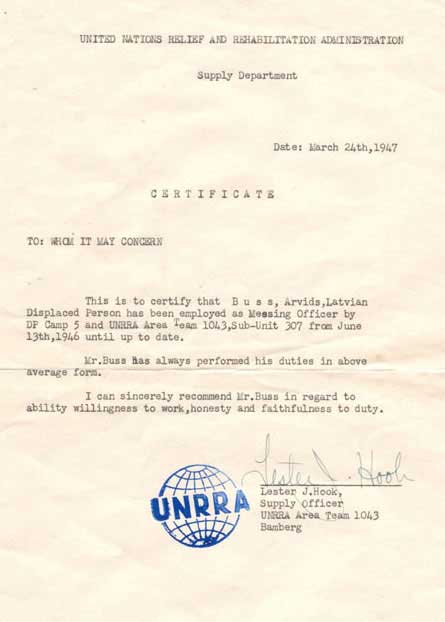 UNITED NATIONS RELIEF AND REHABILITATION ADMINISTRATION
Supply Department
Date: March 24th,1947
C E R T I F I C A T E
TO: WHOM IT MAY CONCERN
This is to certify that B u s s, Arvids,Latvian
Displaced Person has been employed as Messing Officer by
DP Camp 5 and UNRRA Area Team 1043,Sub-Unit 307 from June
13th,1946 until up to date.
Mr.Buss has always performed his duties in above
average form.
I can sincerely recommend Mr.Buss in regard to
ability willingness to work,honesty and faithfulness to duty.
Lester J. Hook
Lester J.Hook,
Supply Officer
UNRRA Area Team 1043
Bamberg
UNRRA